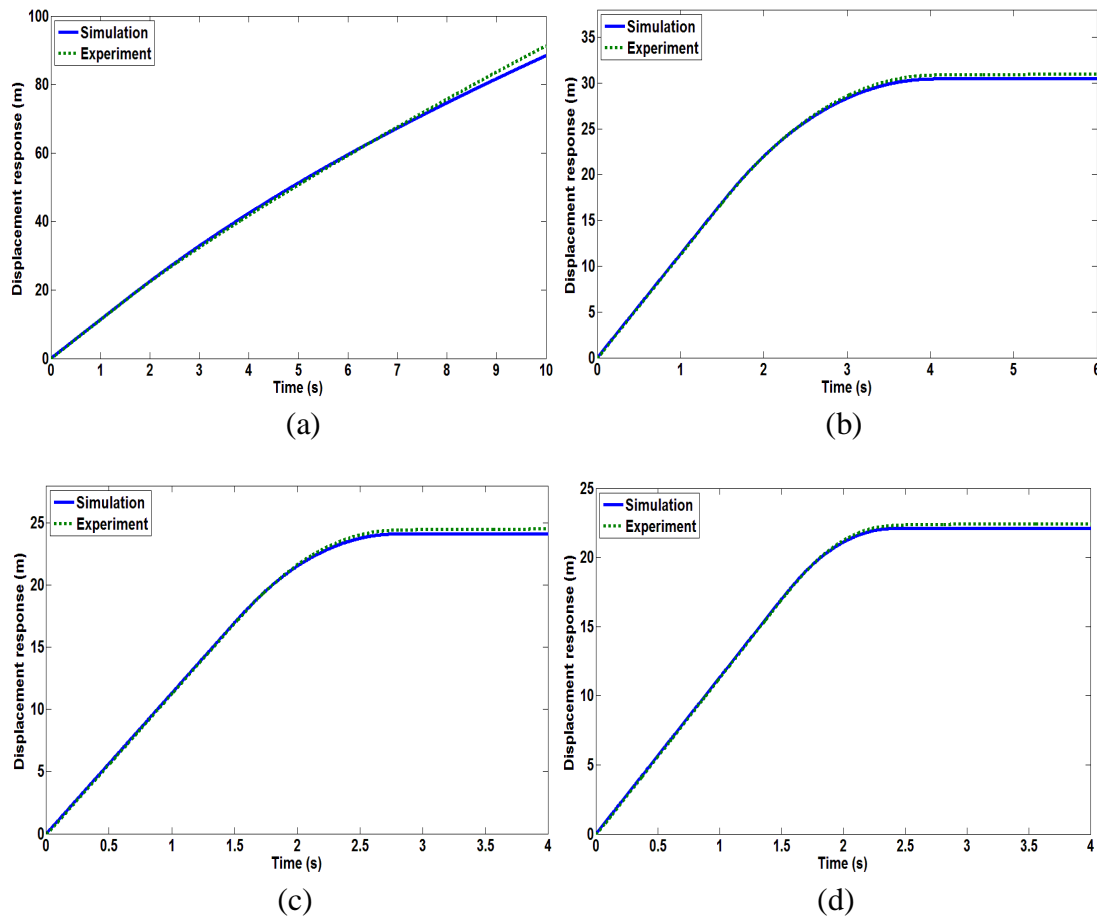 Simulation
Experiment
Displacement response (m)
100
80
60
40
20
0
0 1 2 3 4 5 6 7 8 9 10
Time (s)
(a)
Simulation
Experiment
Displacement response (m)
35
30
25
20
15
10
5
0
0 1 2 3 4 5 6
Time (s)
(b)
Simulation
Experiment
Displacement response (m)
25
20
15
10
5
0
0 0.5 1 1.5 2 2.5 3 3.5 4
Time (s)
(c)
Simulation
Experiment
Displacement response (m)
25
20
15
10
5
0
0 0.5 1 1.5 2 2.5 3 3.5 4
Time (s)
(d)